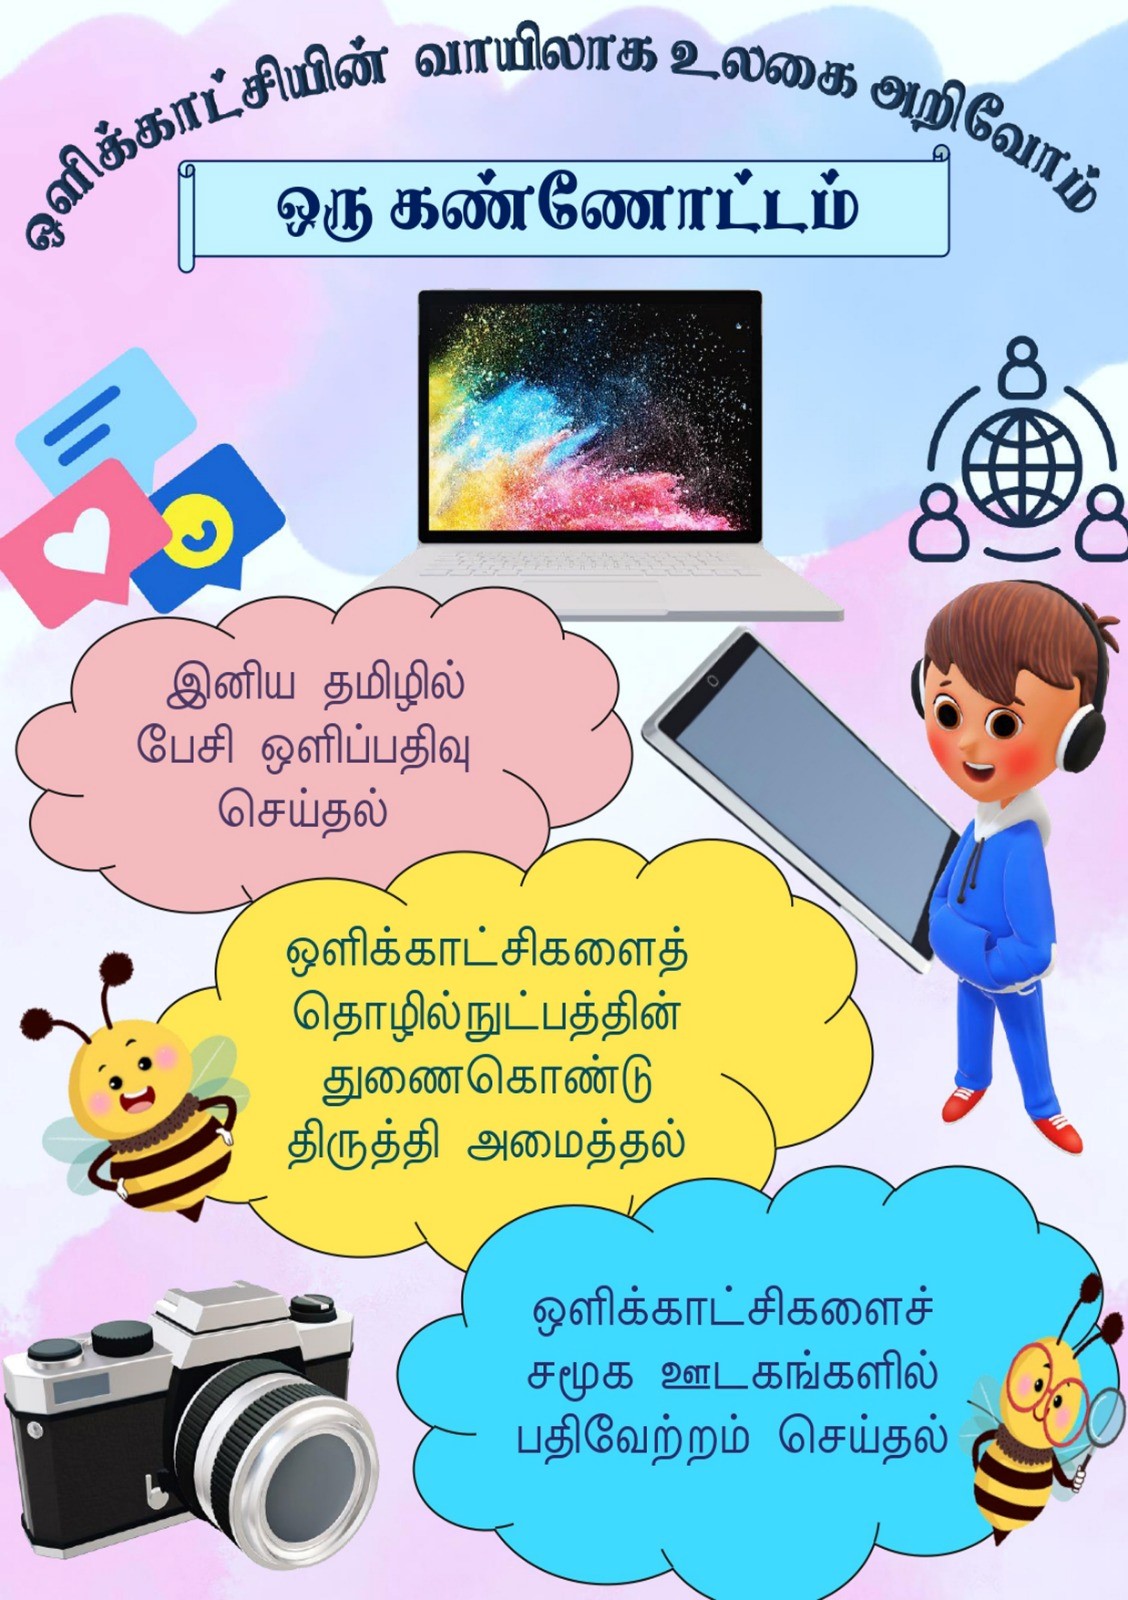 ஒளிக்காட்சியின் வாயிலாக உலகை அறிவோம்
ஒரு கண்ணோட்டம்
இனிய தமிழில்
பேசி ஒளிப்பதிவு
செய்தல்
ஒளிக்காட்சிகளைத்
தொழில்நுட்பத்தின்
துணைகொண்டு
திருத்தி அமைத்தல்
ஒளிக்காட்சிகளைச்
சமூக ஊடகங்களில்
பதிவேற்றம் செய்தல்